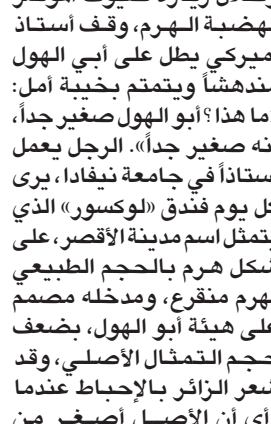 لهضبة الهرم، وقف أستاذ
ميركي يطل على أبي الهول
ندهشاً ويتمتم بخيبة أمل:
ما هذا؟ أبو الهول صغير جداً،
نه صغير جداً». الرجل يعمل
ستاذاً في جامعة نيفادا، يرى
كل يوم فندق «لوكسور» الذي
يتمثل اسم مدينة الأقصر، على
شكل هرم بالحجم الطبيعي
لهرم منقرع، ومدخله مصمم
على هيئة أبو الهول، بضعف
حجم التمثال الأصلي، وقد
شعر الزائر بالإحباط عندما
رأى أن الأصل أصغر من